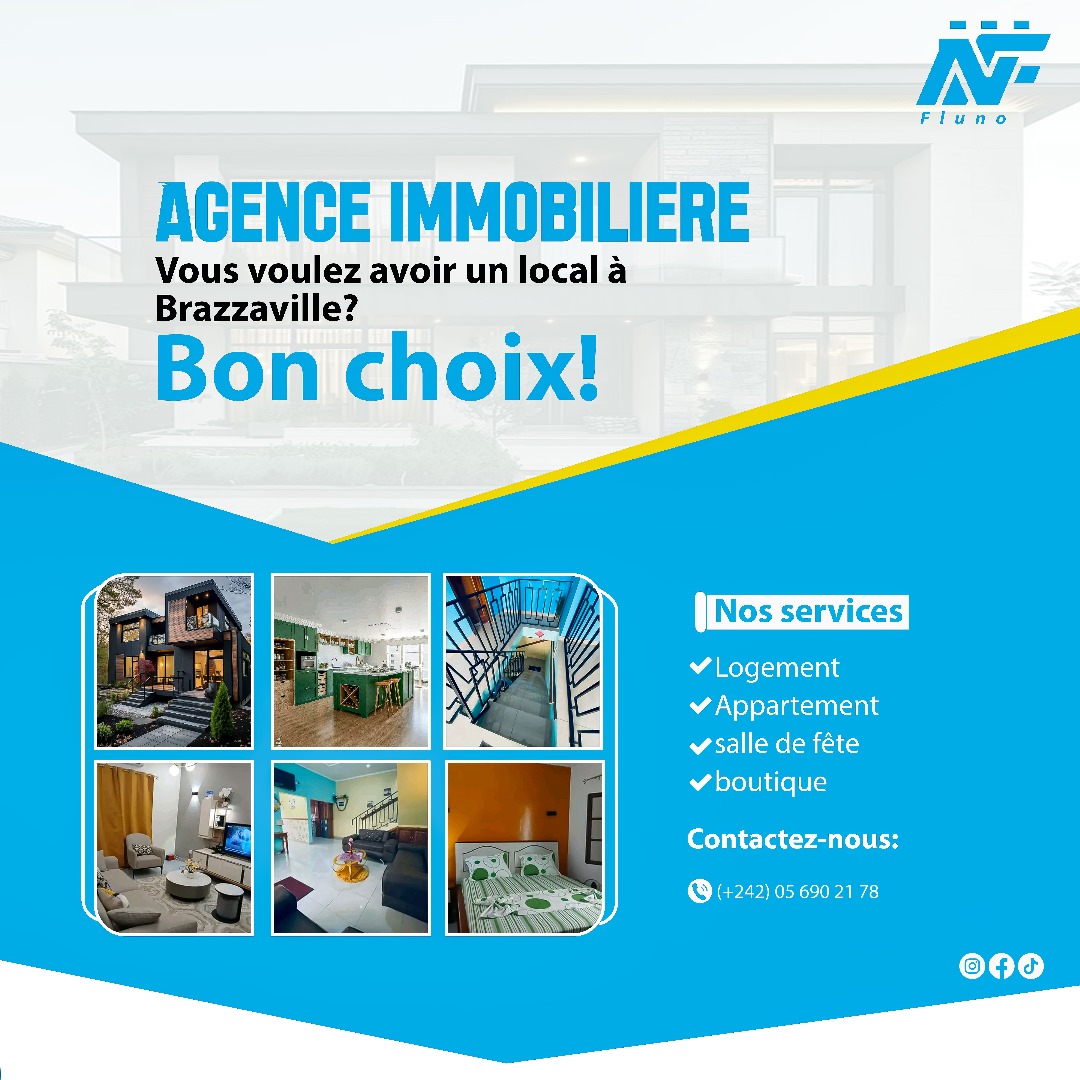 NF
Fluno
AGENCE IMMOBILIERE
Vous voulez avoir un local à
Brazzaville?
Bon choix!
Nos services
Logement
Appartement
salle de fête
boutique
Contactez-nous:
(+242) 05 690 21 78